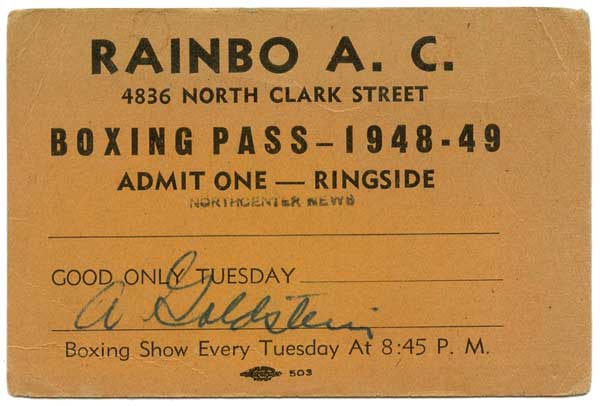 RAINBO A. C.
4836 NORTH CLARK STREET
BOXING PASS – 1948-49
ADMIT ONE — RINGSIDE
NORTHCENTER NEWS
GOOD ONLY TUESDAY
A Goldstein
Boxing Show Every Tuesday At 8:45 P. M.
503